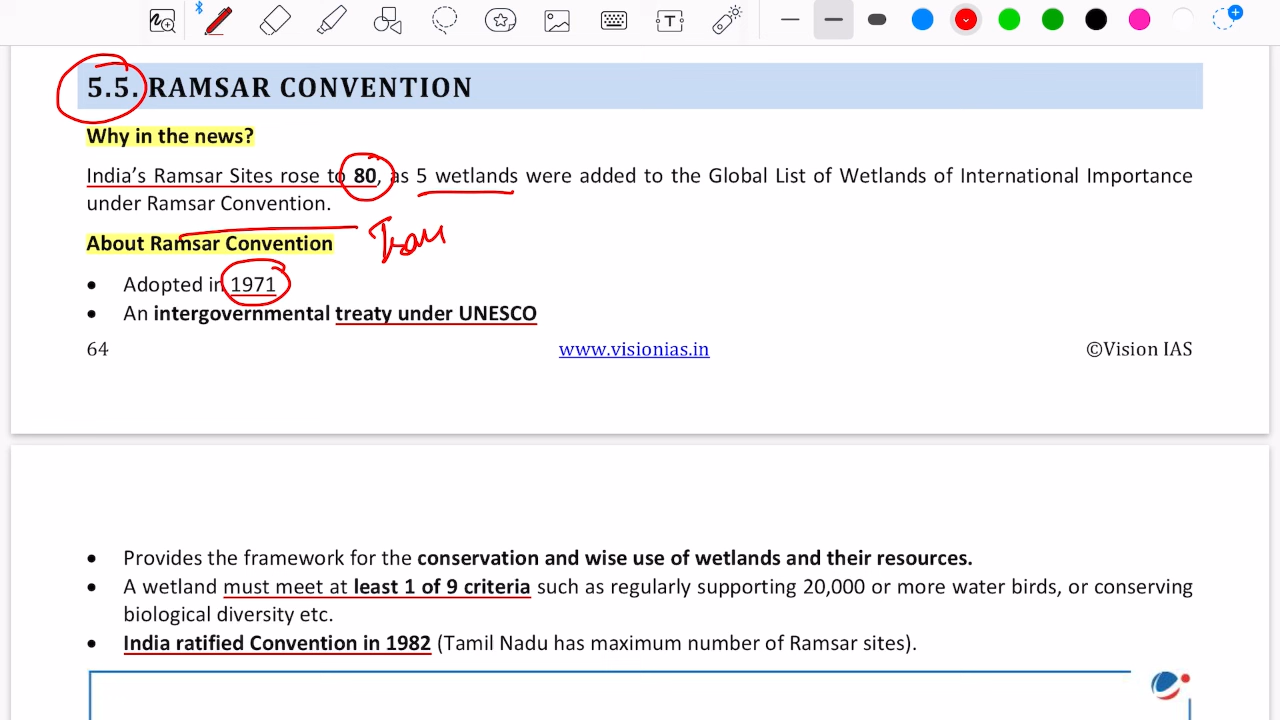 5.5. RAMSAR CONVENTION
Why in the news?
India’s Ramsar Sites rose to 80, as 5 wetlands were added to the Global List of Wetlands of International Importance
under Ramsar Convention.
About Ramsar Convention
• Adopted in 1971
• An intergovernmental treaty under UNESCO
64 www.visionias.in ©Vision IAS
• Provides the framework for the conservation and wise use of wetlands and their resources.
• A wetland must meet at least 1 of 9 criteria such as regularly supporting 20,000 or more water birds, or conserving
biological diversity etc.
• India ratified Convention in 1982 (Tamil Nadu has maximum number of Ramsar sites).